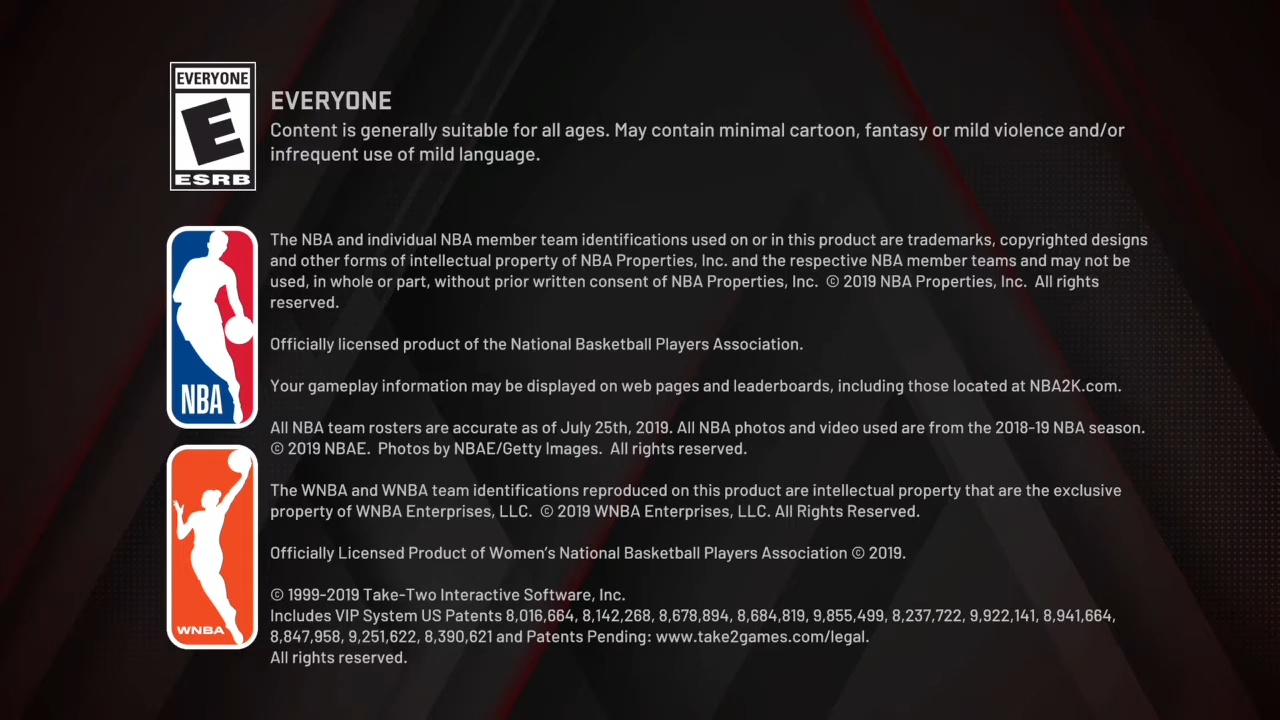 EVERYONE
E
ESRB
EVERYONE
Content is generally suitable for all ages. May contain minimal cartoon, fantasy or mild violence and/or
infrequent use of mild language.
The NBA and individual NBA member team identifications used on or in this product are trademarks, copyrighted designs
and other forms of intellectual property of NBA Properties, Inc. and the respective NBA member teams and may not be
used, in whole or part, without prior written consent of NBA Properties, Inc.  © 2019 NBA Properties, Inc.  All rights
reserved.
Officially licensed product of the National Basketball Players Association.
Your gameplay information may be displayed on web pages and leaderboards, including those located at NBA2K.com.
NBA
All NBA team rosters are accurate as of July 25th, 2019. All NBA photos and video used are from the 2018-19 NBA season.
© 2019 NBAE.  Photos by NBAE/Getty Images.  All rights reserved.
The WNBA and WNBA team identifications reproduced on this product are intellectual property that are the exclusive
property of WNBA Enterprises, LLC.  © 2019 WNBA Enterprises, LLC. All Rights Reserved.
Officially Licensed Product of Women's National Basketball Players Association © 2019.
© 1999-2019 Take-Two Interactive Software, Inc.
Includes VIP System US Patents 8,016,664, 8,142,268, 8,678,894, 8,684,819, 9,855,499, 8,237,722, 9,922,141, 8,941,664,
8,847,958, 9,251,622, 8,390,621 and Patents Pending: www.take2games.com/legal.
All rights reserved.
WNBA